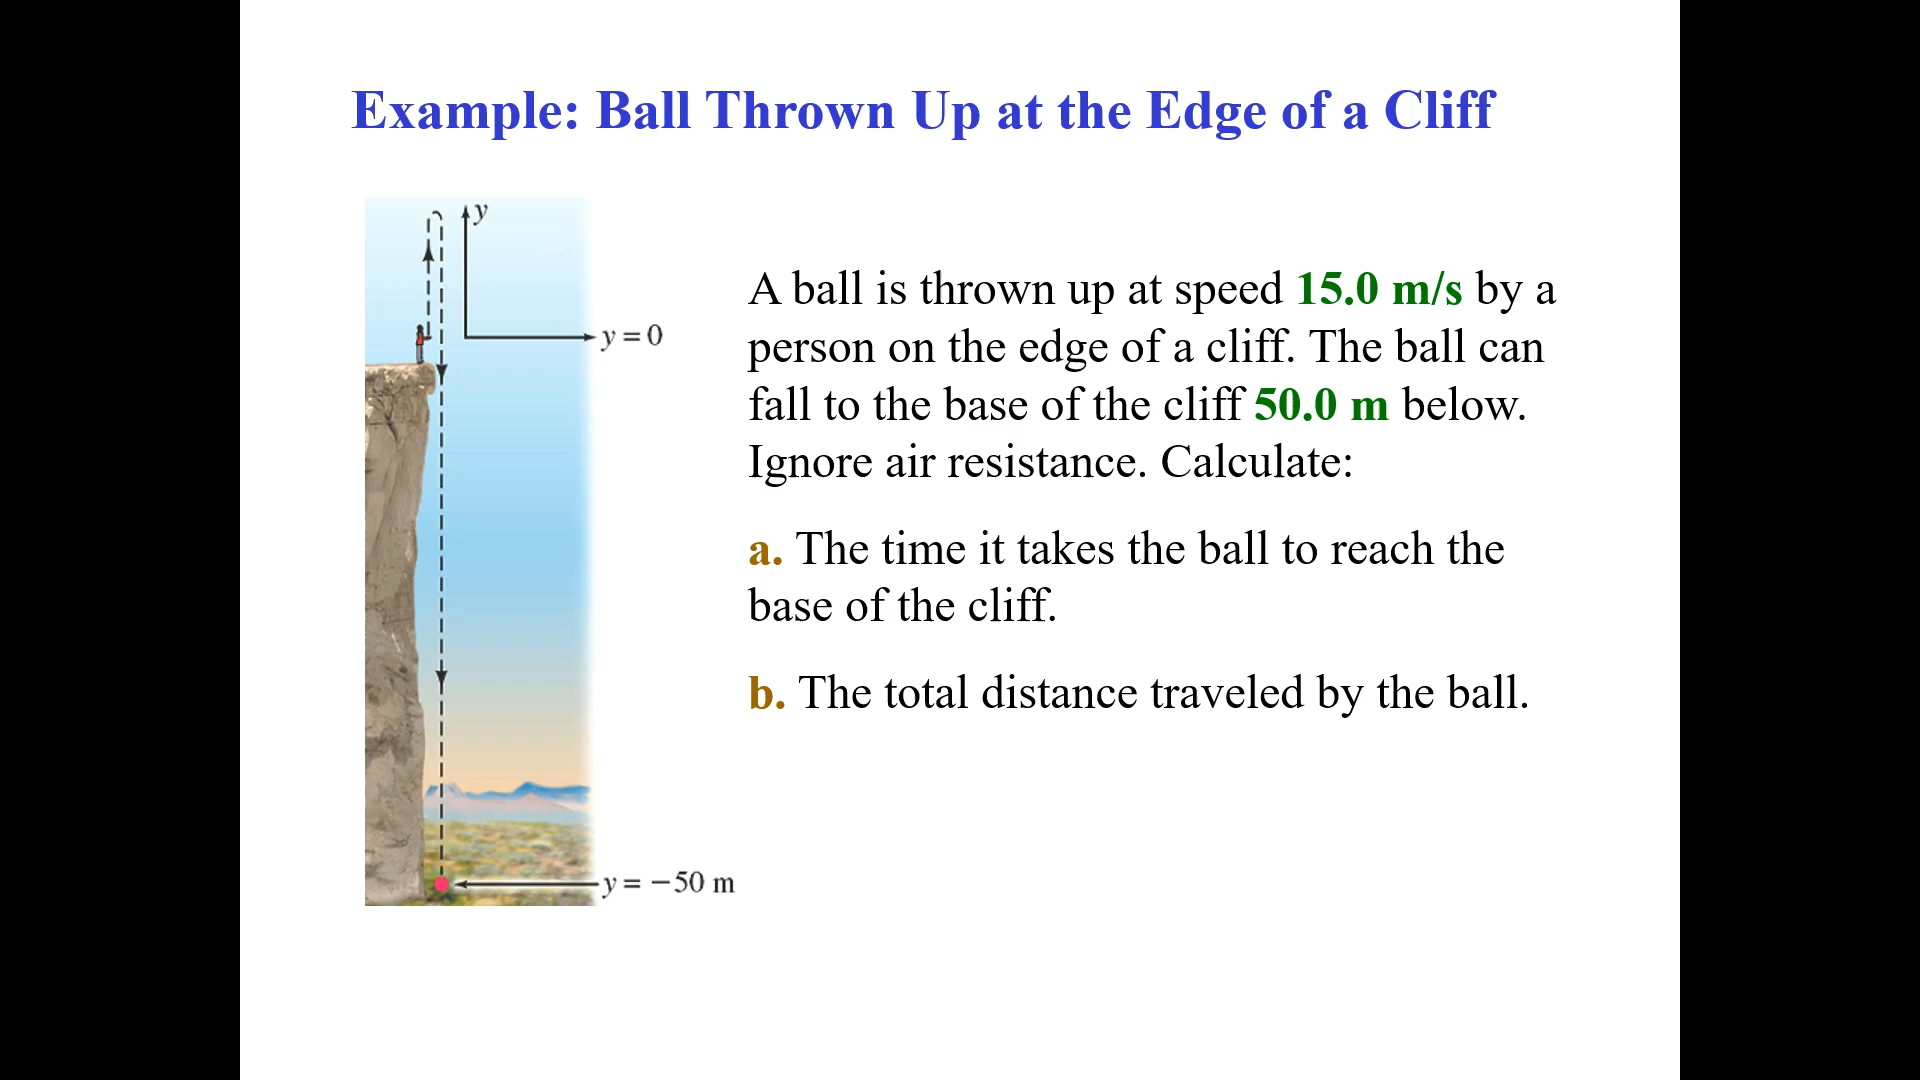 Example: Ball Thrown Up at the Edge of a Cliff
y
y = 0
A ball is thrown up at speed 15.0 m/s by a
person on the edge of a cliff. The ball can
fall to the base of the cliff 50.0 m below.
Ignore air resistance. Calculate:
a. The time it takes the ball to reach the
base of the cliff.
b. The total distance traveled by the ball.
y = −50 m